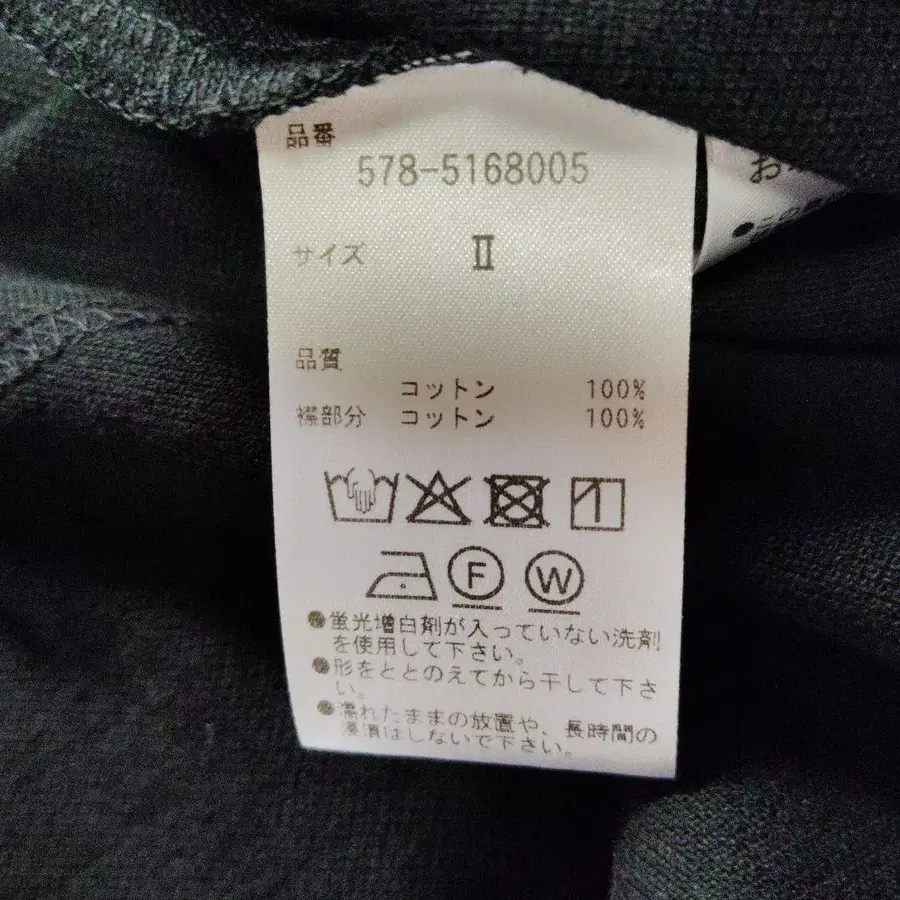 品番
578-5168005
サイズ Ⅱ
品質
コットン 100%
襟部分 コットン 100%
F W
●蛍光増白剤が入っていない洗剤
を使用して下さい。
●形をととのえてから干して下さ
い。
●濡れたままの放置や、長時間の
浸漬はしないで下さい。
お